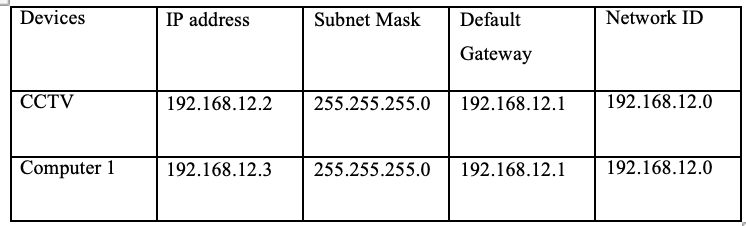 Devices IP address Subnet Mask Default Network ID
Gateway
CCTV 192.168.12.2 255.255.255.0 192.168.12.1 192.168.12.0
Computer 1 192.168.12.3 255.255.255.0 192.168.12.1 192.168.12.0